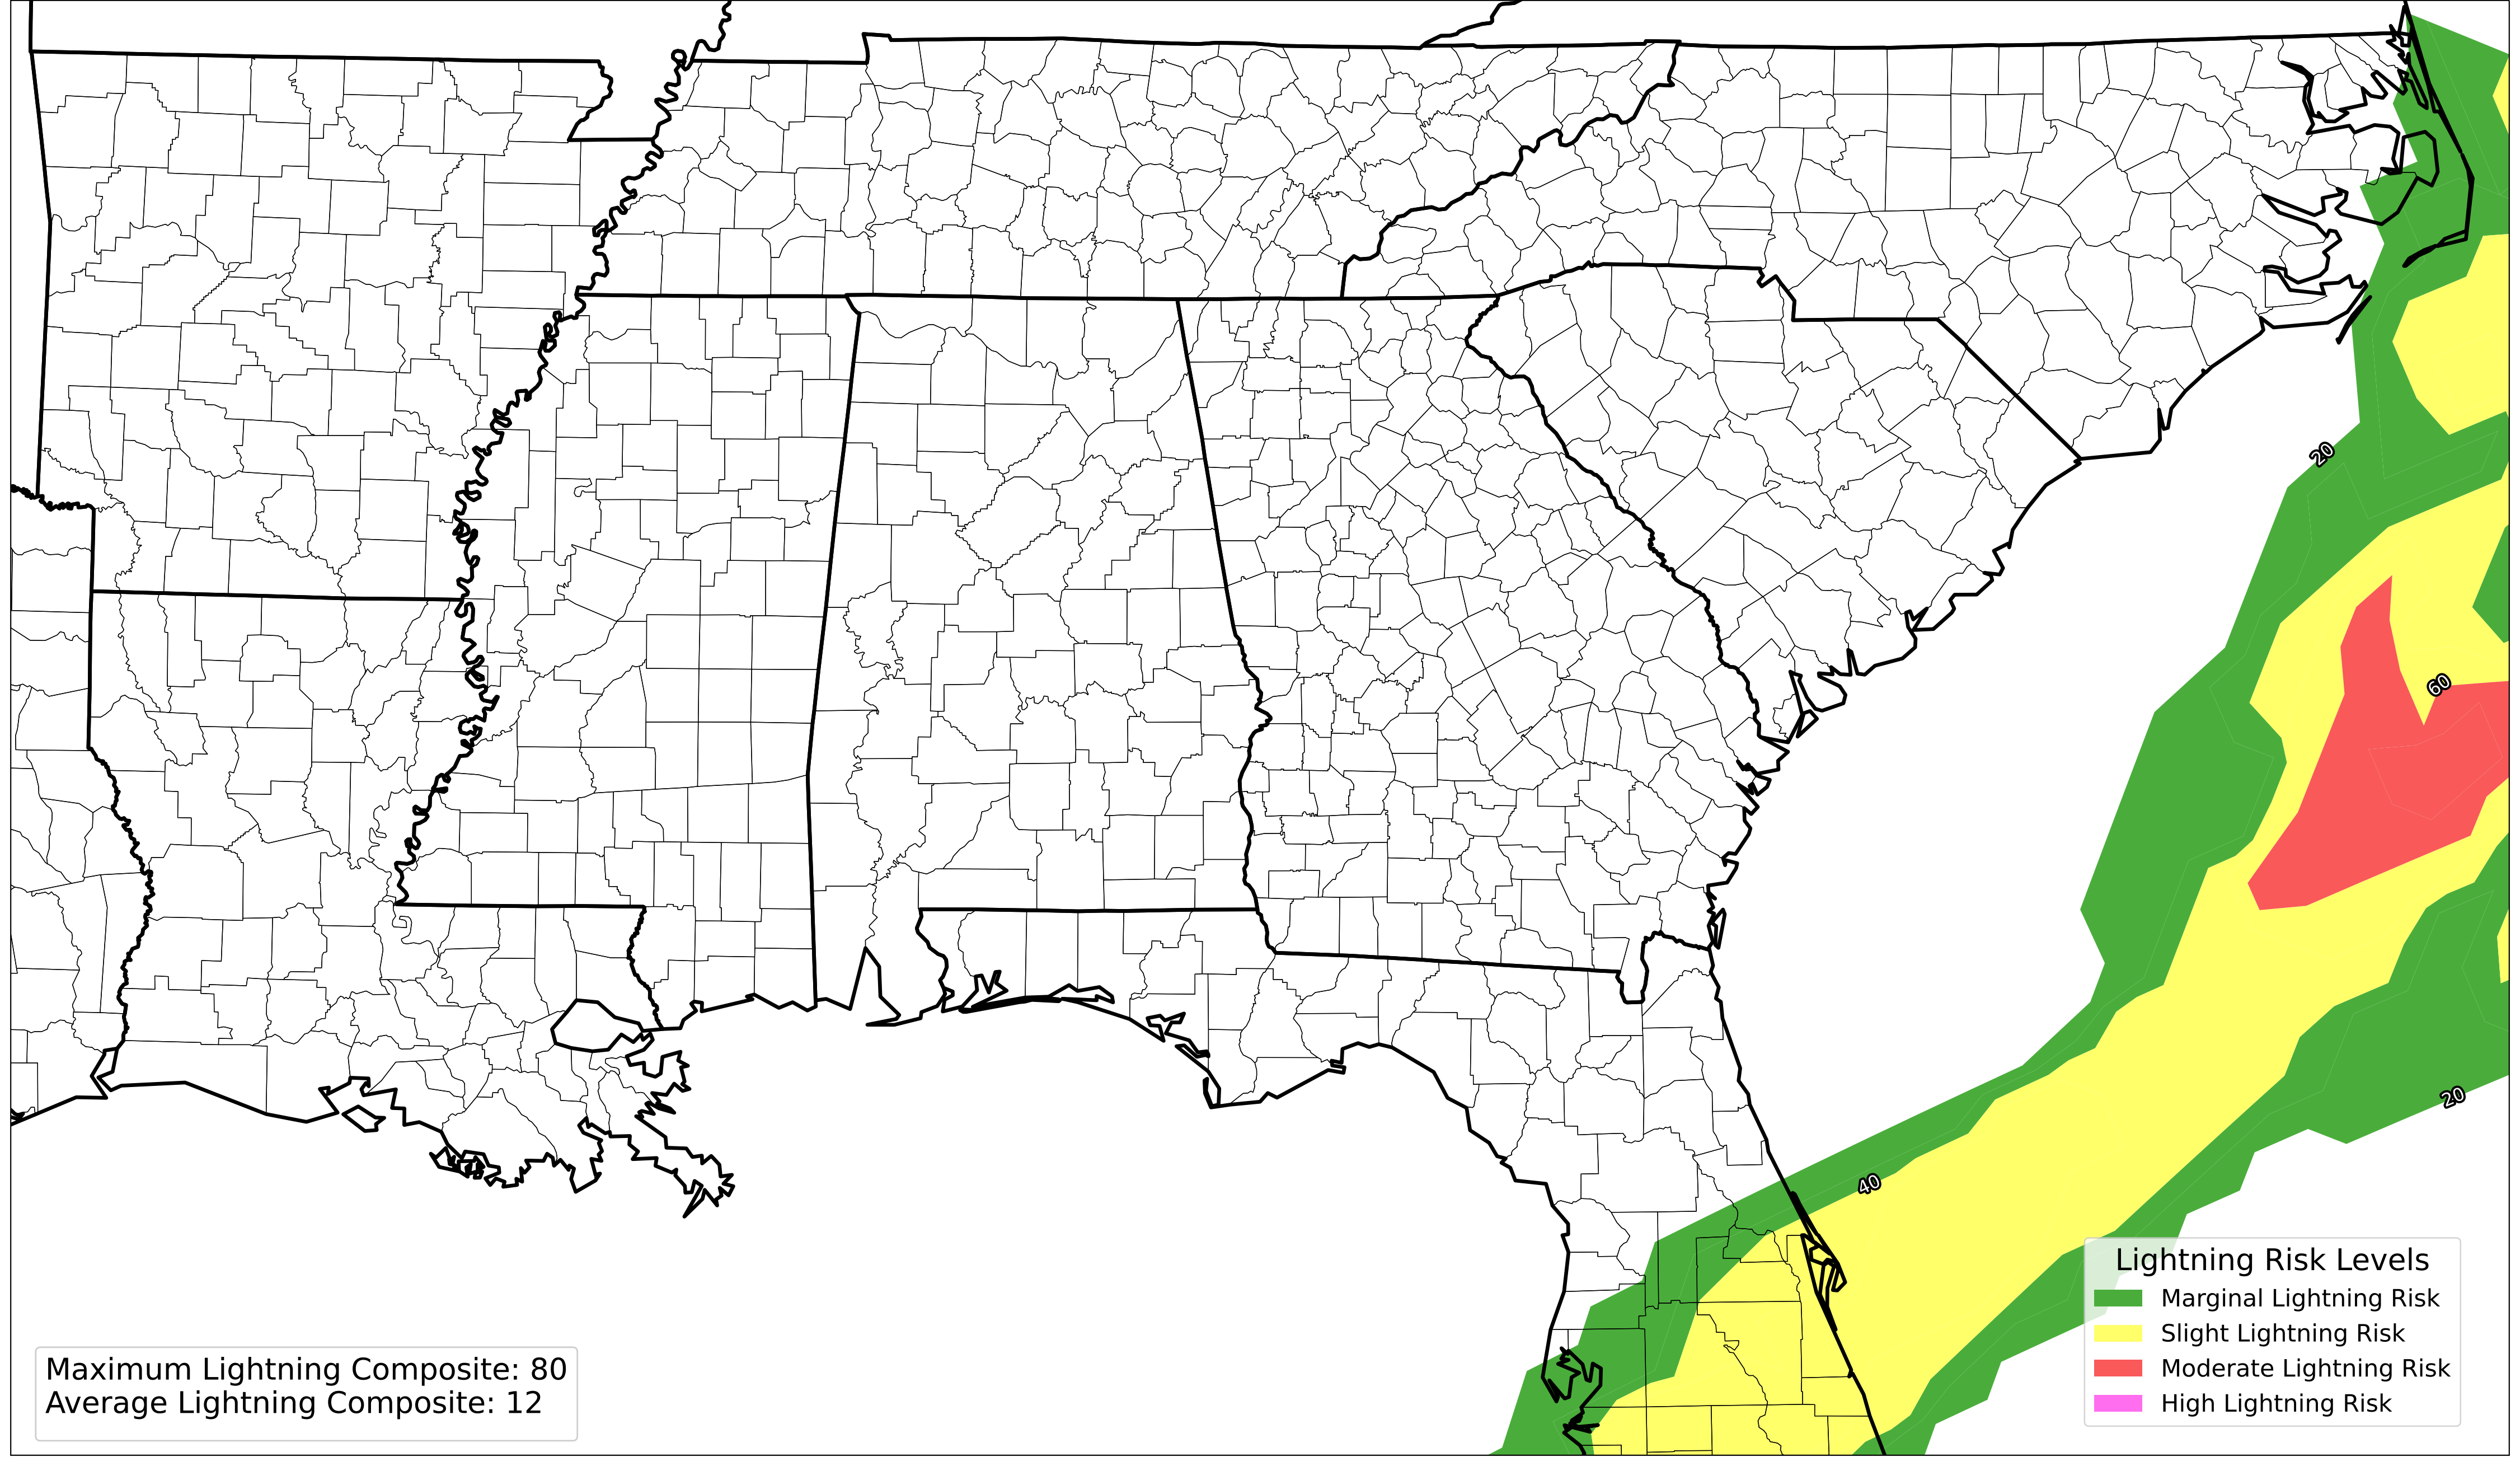 20
60
20
40
Lightning Risk Levels
Marginal Lightning Risk
Slight Lightning Risk
Moderate Lightning Risk
High Lightning Risk
Maximum Lightning Composite: 80
Average Lightning Composite: 12